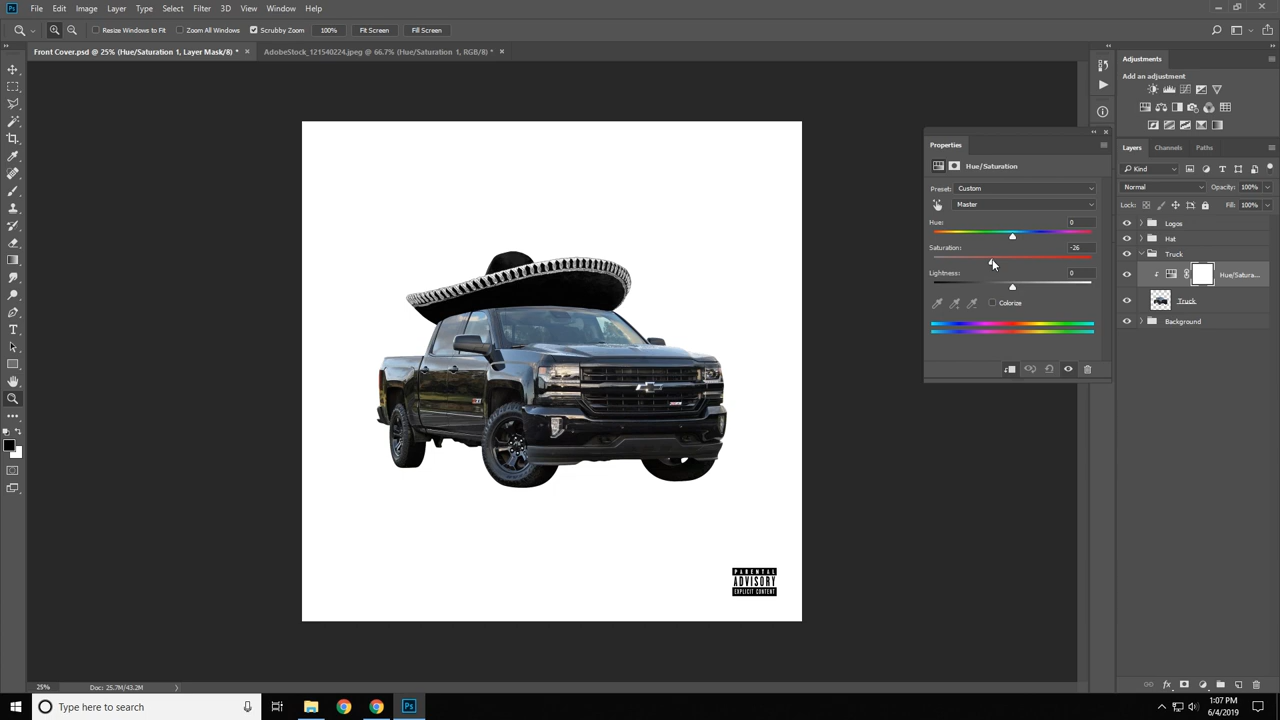 Ps File Edit Image Layer Type Select Filter 3D View Window Help
Resize Windows to Fit Zoom All Windows Scrubby Zoom 100% Fit Screen Fill Screen
Front Cover.psd @ 25% (Hue/Saturation 1, Layer Mask/8) * × AdobeStock_121540224.jpeg @ 66.7% (Hue/Saturation 1, RGB/8) * ×
Adjustments
Add an adjustment
Properties
Hue/Saturation
Preset: Custom
Master
Hue: 0
Saturation: -26
Lightness: 0
Colorize
Layers Channels Paths
Kind
Normal Opacity: 100%
Lock: Fill: 100%
Logos
Hat
Truck
Hue/Satura...
Truck
Background
PARENTAL
ADVISORY
EXPLICIT CONTENT
25% Doc: 25.7M/43.2M
Type here to search
Ps
1:07 PM
6/4/2019